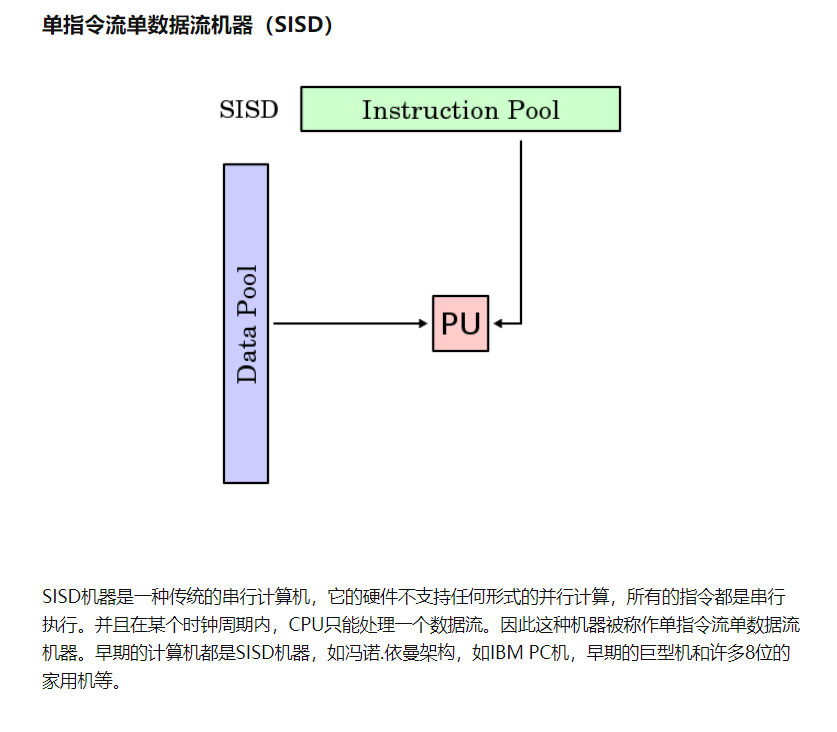 单指令流单数据流机器（SISD）
SISD
Instruction Pool
Data Pool
PU
SISD机器是一种传统的串行计算机，它的硬件不支持任何形式的并行计算，所有的指令都是串行
执行。并且在某个时钟周期内，CPU只能处理一个数据流。因此这种机器被称作单指令流单数据流
机器。早期的计算机都是SISD机器，如冯诺.依曼架构，如IBM PC机，早期的巨型机和许多8位的
家用机等。